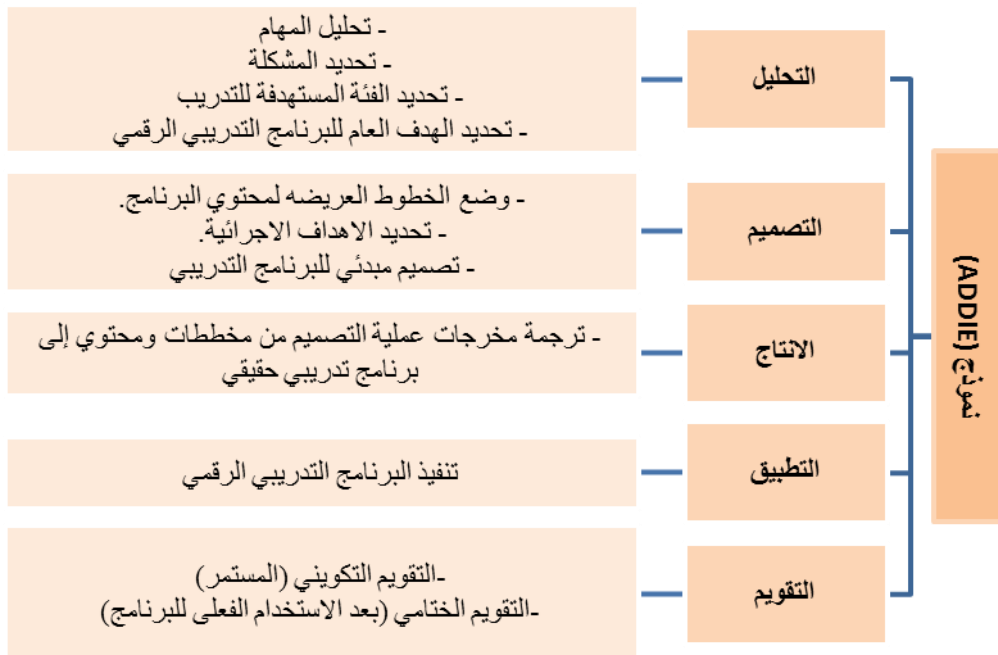 نموذج (ADDIE)
التحليل
- تحليل المهام
- تحديد المشكلة
- تحديد الفئة المستهدفة للتدريب
- تحديد الهدف العام للبرنامج التدريبي الرقمي
التصميم
- وضع الخطوط العريضه لمحتوي البرنامج.
- تحديد الاهداف الاجرائية.
- تصميم مبدئي للبرنامج التدريبي
الانتاج
- ترجمة مخرجات عملية التصميم من مخططات ومحتوي إلى
برنامج تدريبي حقيقي
التطبيق
تنفيذ البرنامج التدريبي الرقمي
التقويم
-التقويم التكويني (المستمر)
-التقويم الختامي (بعد الاستخدام الفعلى للبرنامج)